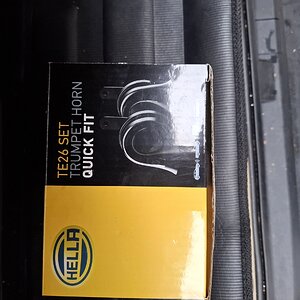 TE26 SET
TRUMPET HORN
QUICK FIT
HELLA